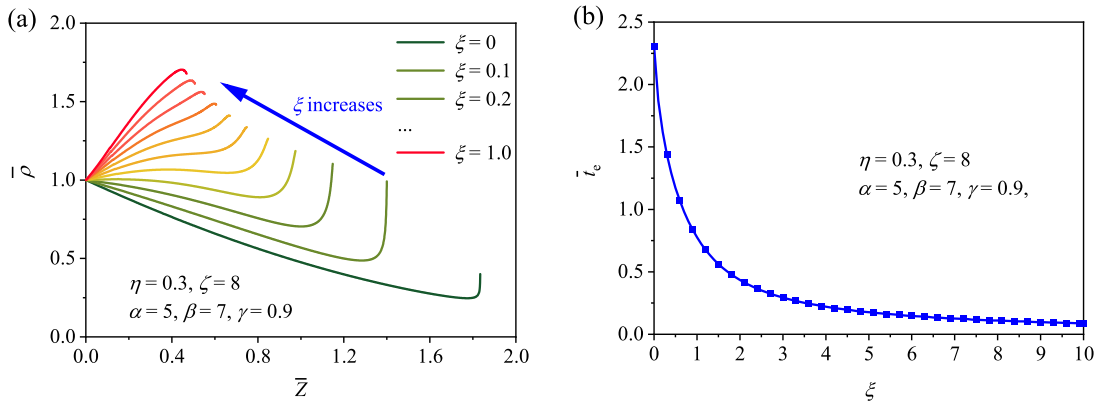 (a)
2.0
1.5
1.0
0.5
0.0
ρ̅
0.0 0.4 0.8 1.2 1.6 2.0
Z̅
ξ = 0
ξ = 0.1
ξ = 0.2
...
ξ = 1.0
ξ increases
η = 0.3, ζ = 8
α = 5, β = 7, γ = 0.9
(b)
2.5
2.0
1.5
1.0
0.5
0.0
t̅e
0 1 2 3 4 5 6 7 8 9 10
ξ
η = 0.3, ζ = 8
α = 5, β = 7, γ = 0.9,